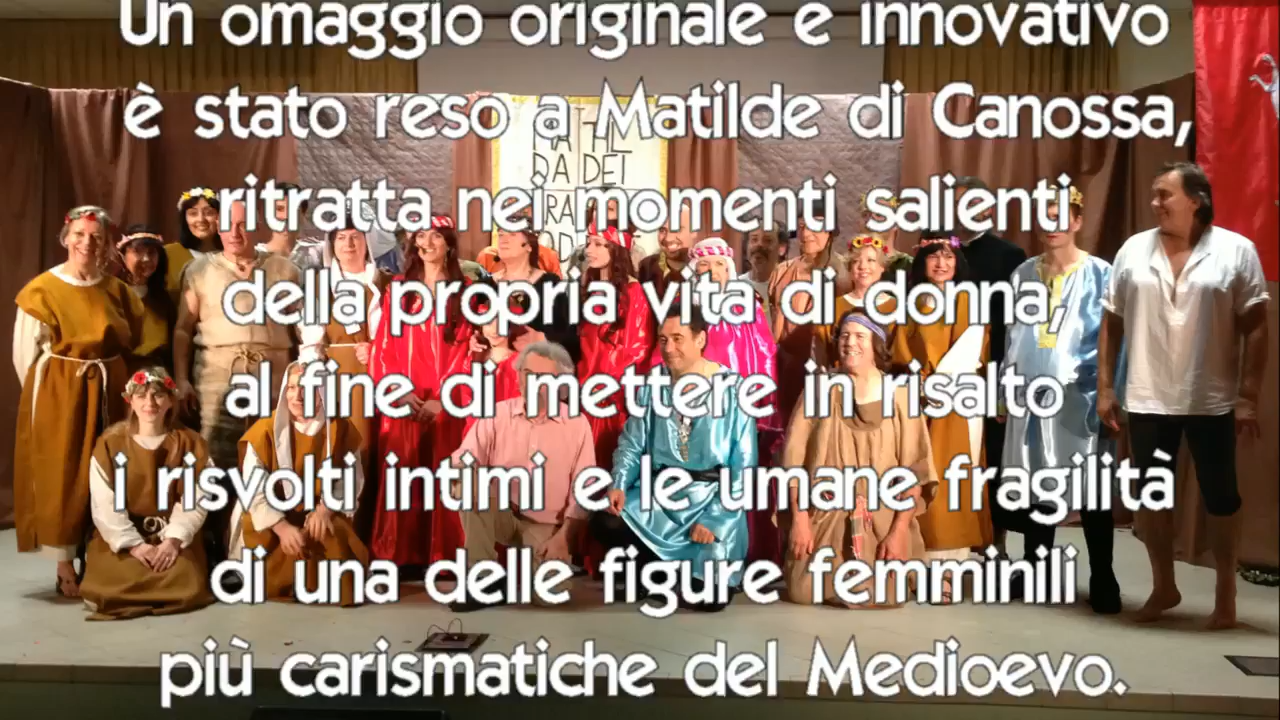 Un omaggio originale e innovativo
è stato reso a Matilde di Canossa,
ritratta nei momenti salienti
della propria vita di donna,
al fine di mettere in risalto
i risvolti intimi e le umane fragilità
di una delle figure femminili
più carismatiche del Medioevo.
DEI